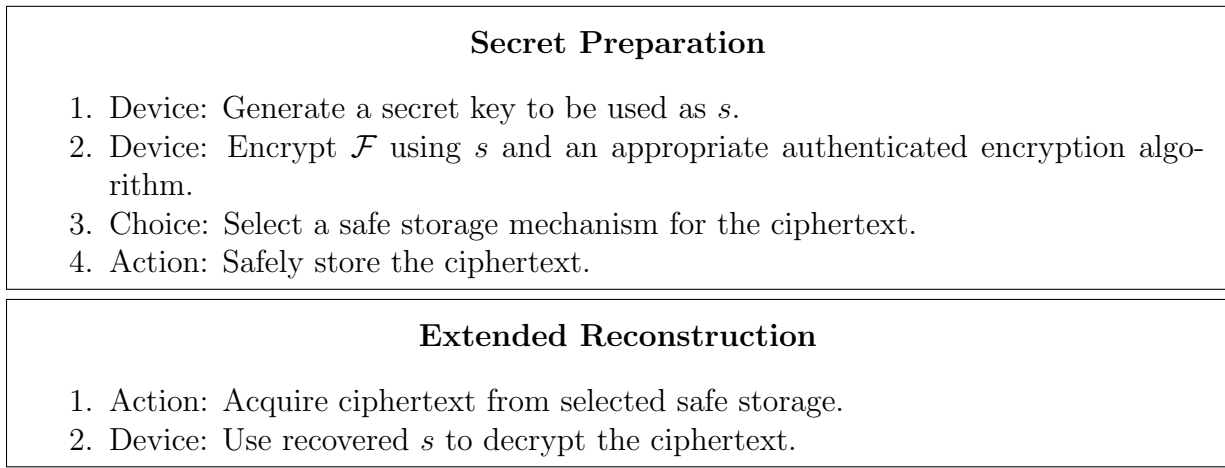 Secret Preparation
1. Device: Generate a secret key to be used as s.
2. Device: Encrypt ℱ using s and an appropriate authenticated encryption algo-
rithm.
3. Choice: Select a safe storage mechanism for the ciphertext.
4. Action: Safely store the ciphertext.
Extended Reconstruction
1. Action: Acquire ciphertext from selected safe storage.
2. Device: Use recovered s to decrypt the ciphertext.